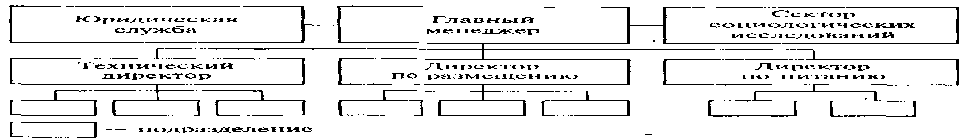 Юридическая служба
Главный менеджер
Сектор социологических исследований
Технический директор
Директор по размещению
Директор по питанию
— подразделение